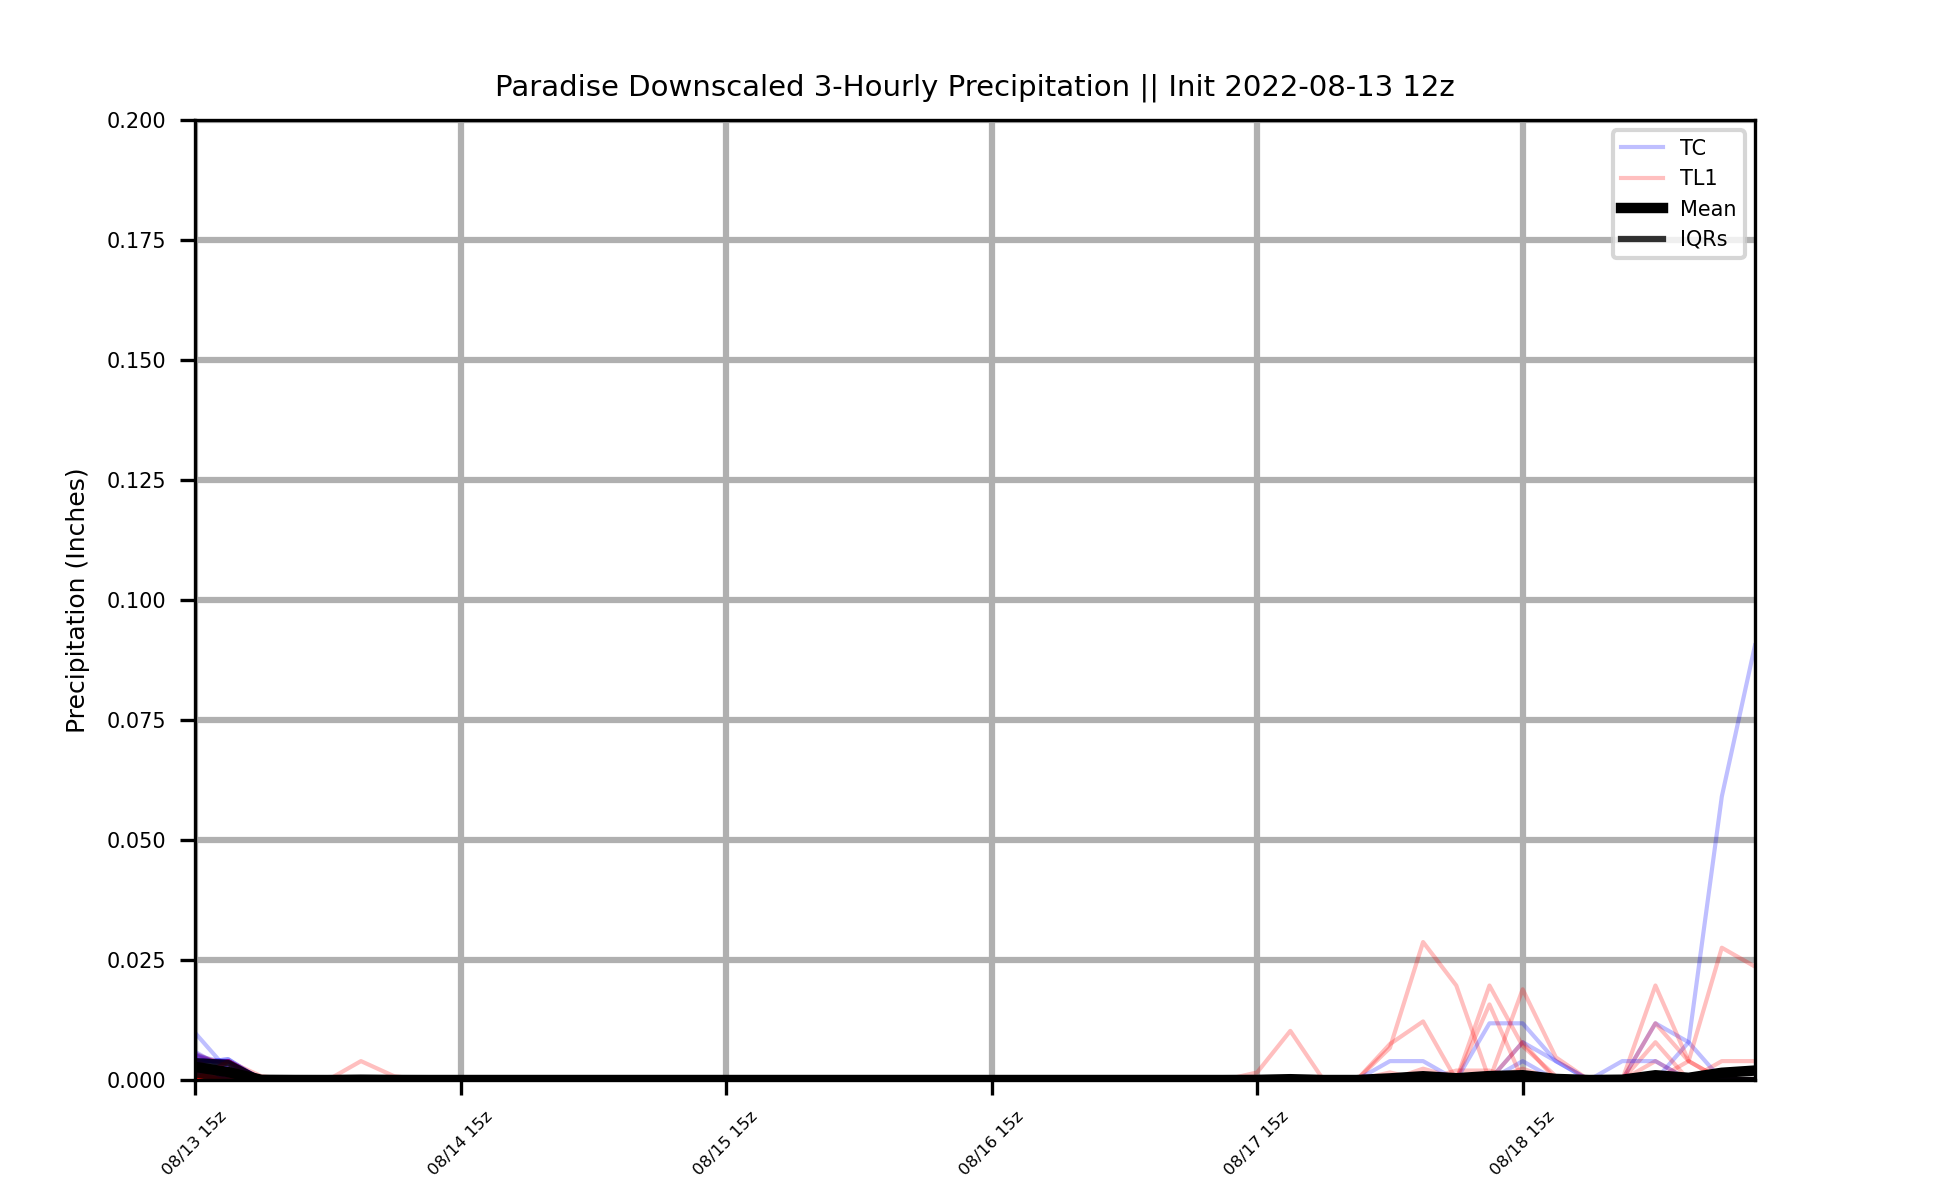 Paradise Downscaled 3-Hourly Precipitation || Init 2022-08-13 12z
TC
TL1
Mean
IQRs
Precipitation (Inches)
0.200
0.175
0.150
0.125
0.100
0.075
0.050
0.025
0.000
08/13 15z
08/14 15z
08/15 15z
08/16 15z
08/17 15z
08/18 15z